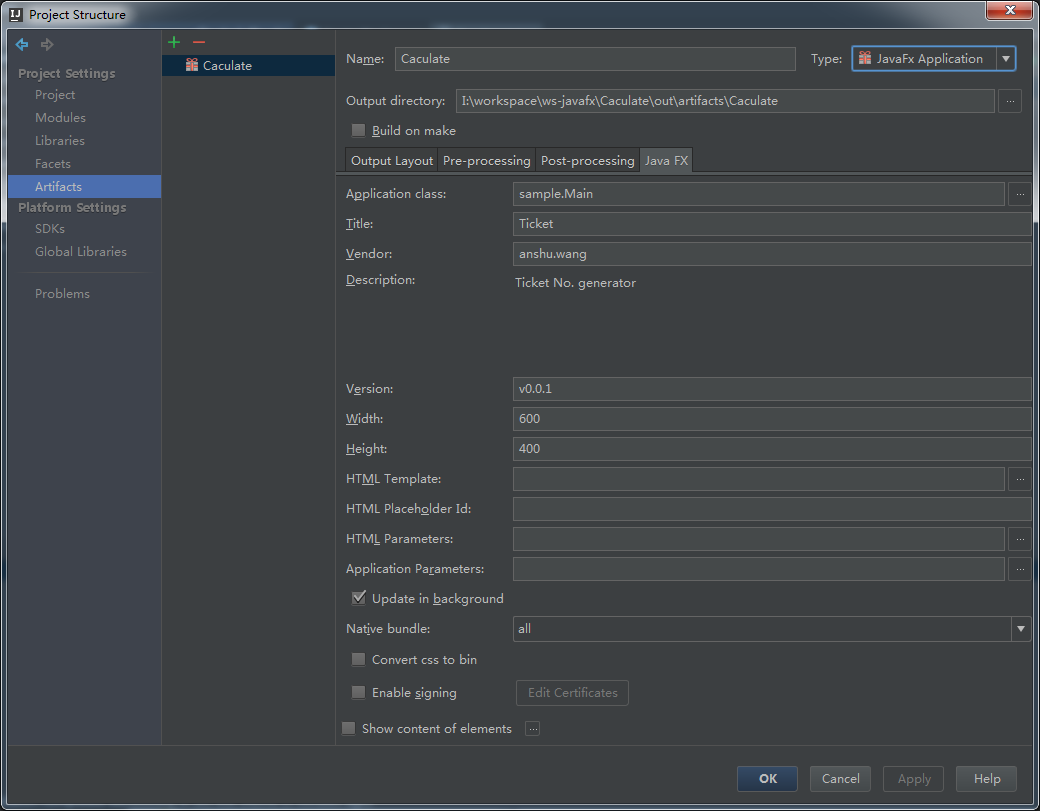 Project Structure
Project Settings
Project
Modules
Libraries
Facets
Artifacts
Platform Settings
SDKs
Global Libraries
Problems
Caculate
Name: Caculate Type: JavaFx Application
Output directory: I:\workspace\ws-javafx\Caculate\out\artifacts\Caculate ...
Build on make
Output Layout Pre-processing Post-processing Java FX
Application class: sample.Main ...
Title: Ticket
Vendor: anshu.wang
Description: Ticket No. generator
Version: v0.0.1
Width: 600
Height: 400
HTML Template: ...
HTML Placeholder Id:
HTML Parameters: ...
Application Parameters: ...
Update in background
Native bundle: all
Convert css to bin
Enable signing Edit Certificates
Show content of elements ...
OK Cancel Apply Help